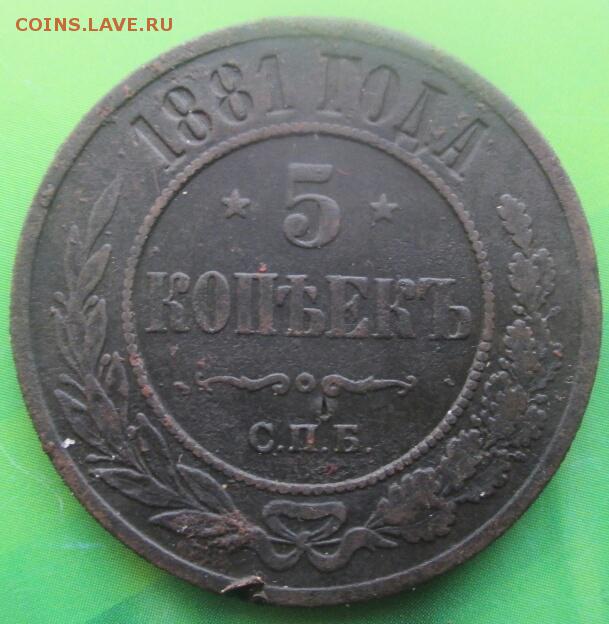 COINS.LAVE.RU
1881 ГОДА
5
КОПѢЕКЪ
С.П.Б.